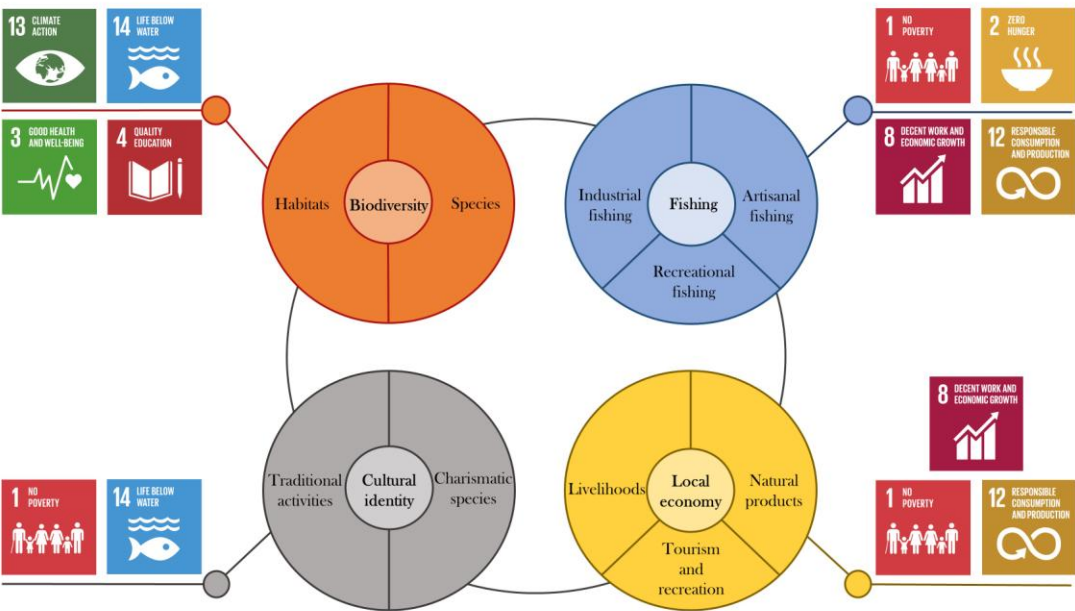 13 CLIMATE
ACTION
14 LIFE BELOW
WATER
3 GOOD HEALTH
AND WELL-BEING
4 QUALITY
EDUCATION
Habitats
Biodiversity
Species
1 NO
POVERTY
2 ZERO
HUNGER
8 DECENT WORK AND
ECONOMIC GROWTH
12 RESPONSIBLE
CONSUMPTION
AND PRODUCTION
Industrial
fishing
Fishing
Artisanal
fishing
Recreational
fishing
Traditional
activities
Cultural
identity
Charismatic
species
1 NO
POVERTY
14 LIFE BELOW
WATER
Livelihoods
Local
economy
Natural
products
Tourism
and
recreation
8 DECENT WORK AND
ECONOMIC GROWTH
1 NO
POVERTY
12 RESPONSIBLE
CONSUMPTION
AND PRODUCTION